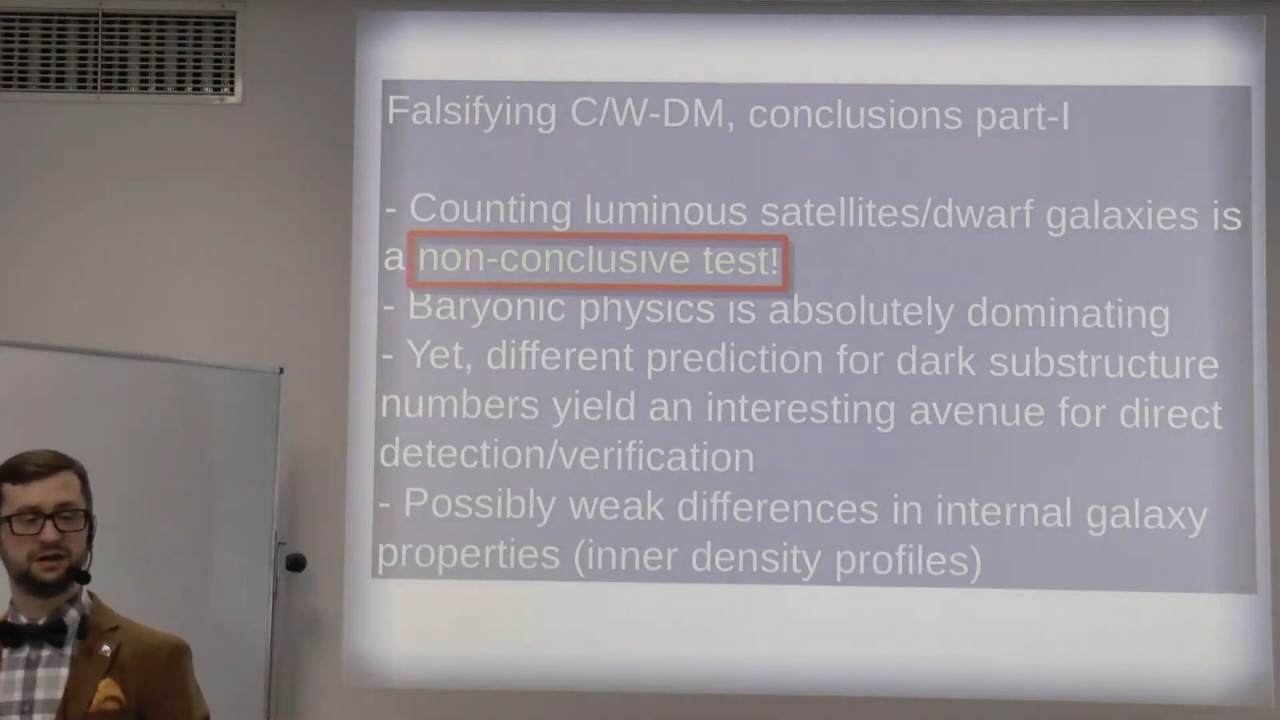 Falsifying C/W-DM, conclusions part-I
- Counting luminous satellites/dwarf galaxies is
a non-conclusive test!
- Baryonic physics is absolutely dominating
- Yet, different prediction for dark substructure
numbers yield an interesting avenue for direct
detection/verification
- Possibly weak differences in internal galaxy
properties (inner density profiles)